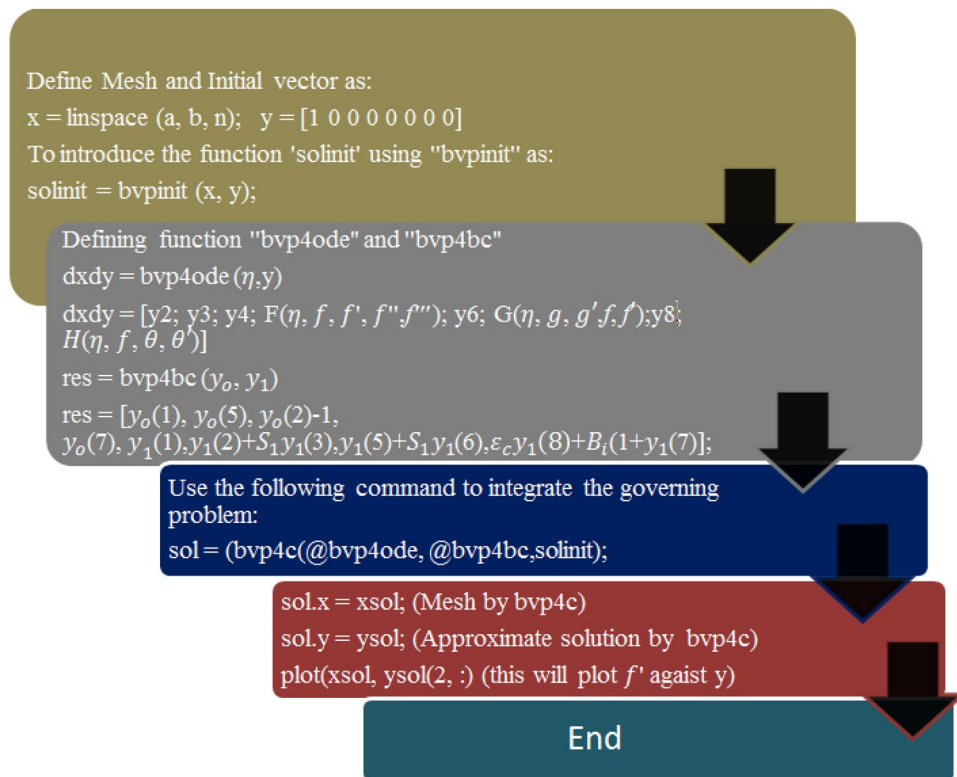 Define Mesh and Initial vector as:
x = linspace (a, b, n);   y = [1 0 0 0 0 0 0 0]
To introduce the function 'solinit' using "bvpinit" as:
solinit = bvpinit (x, y);
Defining function "bvp4ode" and "bvp4bc"
dxdy = bvp4ode (η,y)
dxdy = [y2; y3; y4; F(η, f, f', f'',f'''); y6; G(η, g, g',f,f');y8;
H(η, f, θ, θ')]
res = bvp4bc (yₒ, y₁)
res = [yₒ(1), yₒ(5), yₒ(2)-1,
yₒ(7), y₁(1),y₁(2)+S₁y₁(3),y₁(5)+S₁y₁(6),ε_c y₁(8)+B_i(1+y₁(7)];
Use the following command to integrate the governing
problem:
sol = (bvp4c(@bvp4ode, @bvp4bc,solinit);
sol.x = xsol; (Mesh by bvp4c)
sol.y = ysol; (Approximate solution by bvp4c)
plot(xsol, ysol(2, :) (this will plot f' agaist y)
End